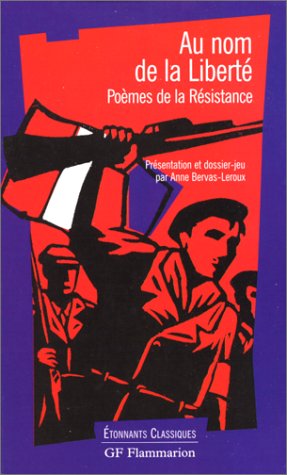 Au nom
de la Liberté
Poèmes de la Résistance
Présentation et dossier-jeu
par Anne Bervas-Leroux
ÉTONNANTS CLASSIQUES
GF Flammarion